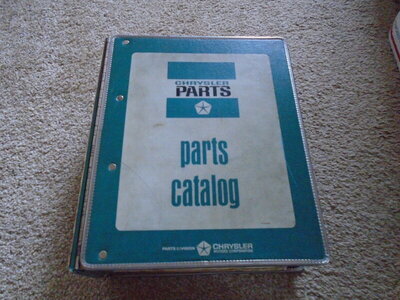 CHRYSLER
PARTS
parts
catalog
PARTS DIVISION CHRYSLER
MOTORS CORPORATION